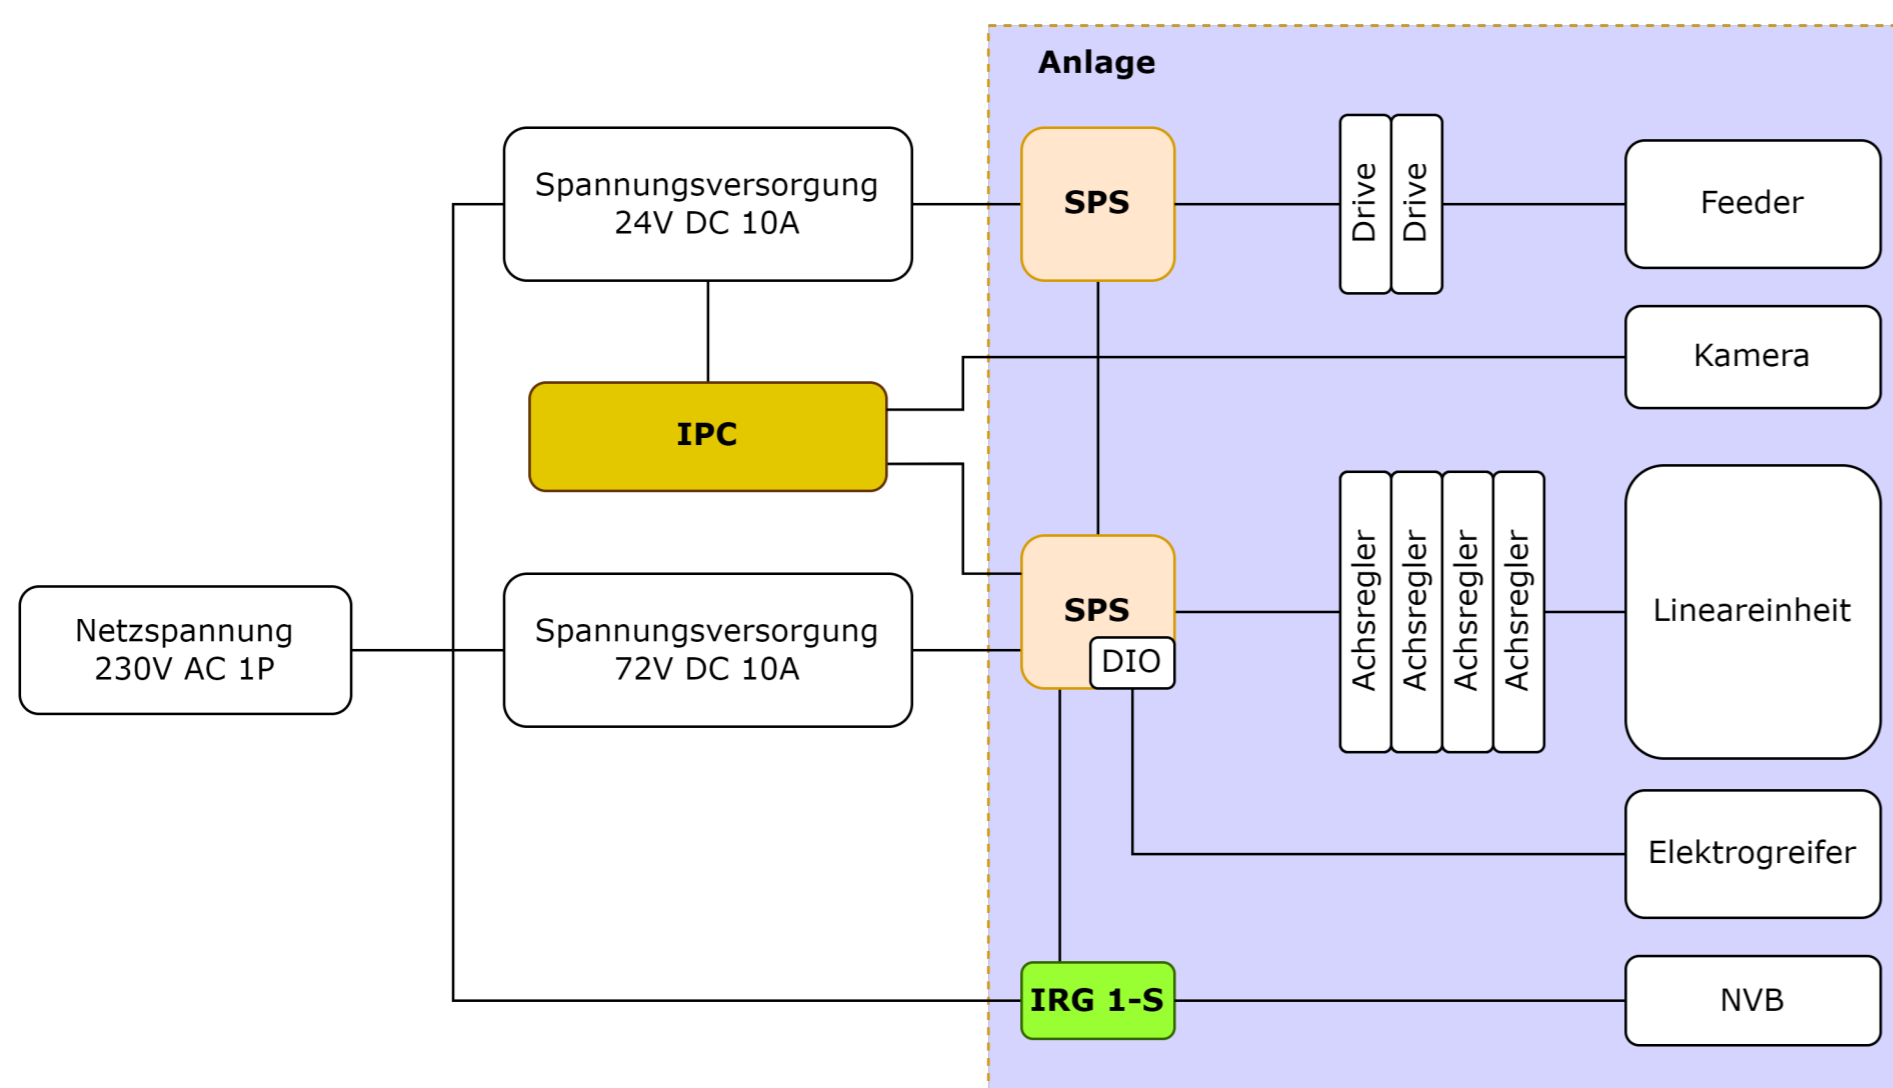 Anlage
Spannungsversorgung
24V DC 10A
SPS
Drive
Drive
Feeder
Kamera
IPC
Netzspannung
230V AC 1P
Spannungsversorgung
72V DC 10A
SPS
DIO
Achsregler
Achsregler
Achsregler
Achsregler
Lineareinheit
Elektrogreifer
IRG 1-S
NVB